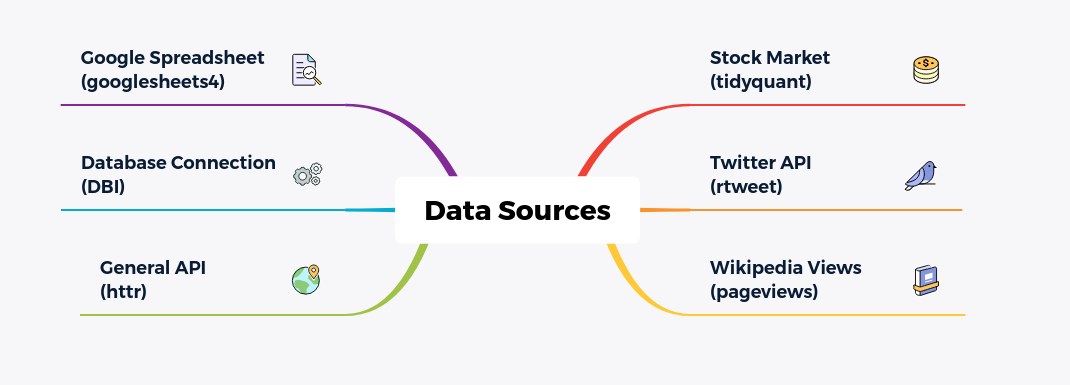 Google Spreadsheet
(googlesheets4)
Database Connection
(DBI)
General API
(httr)
Data Sources
Stock Market
(tidyquant)
Twitter API
(rtweet)
Wikipedia Views
(pageviews)